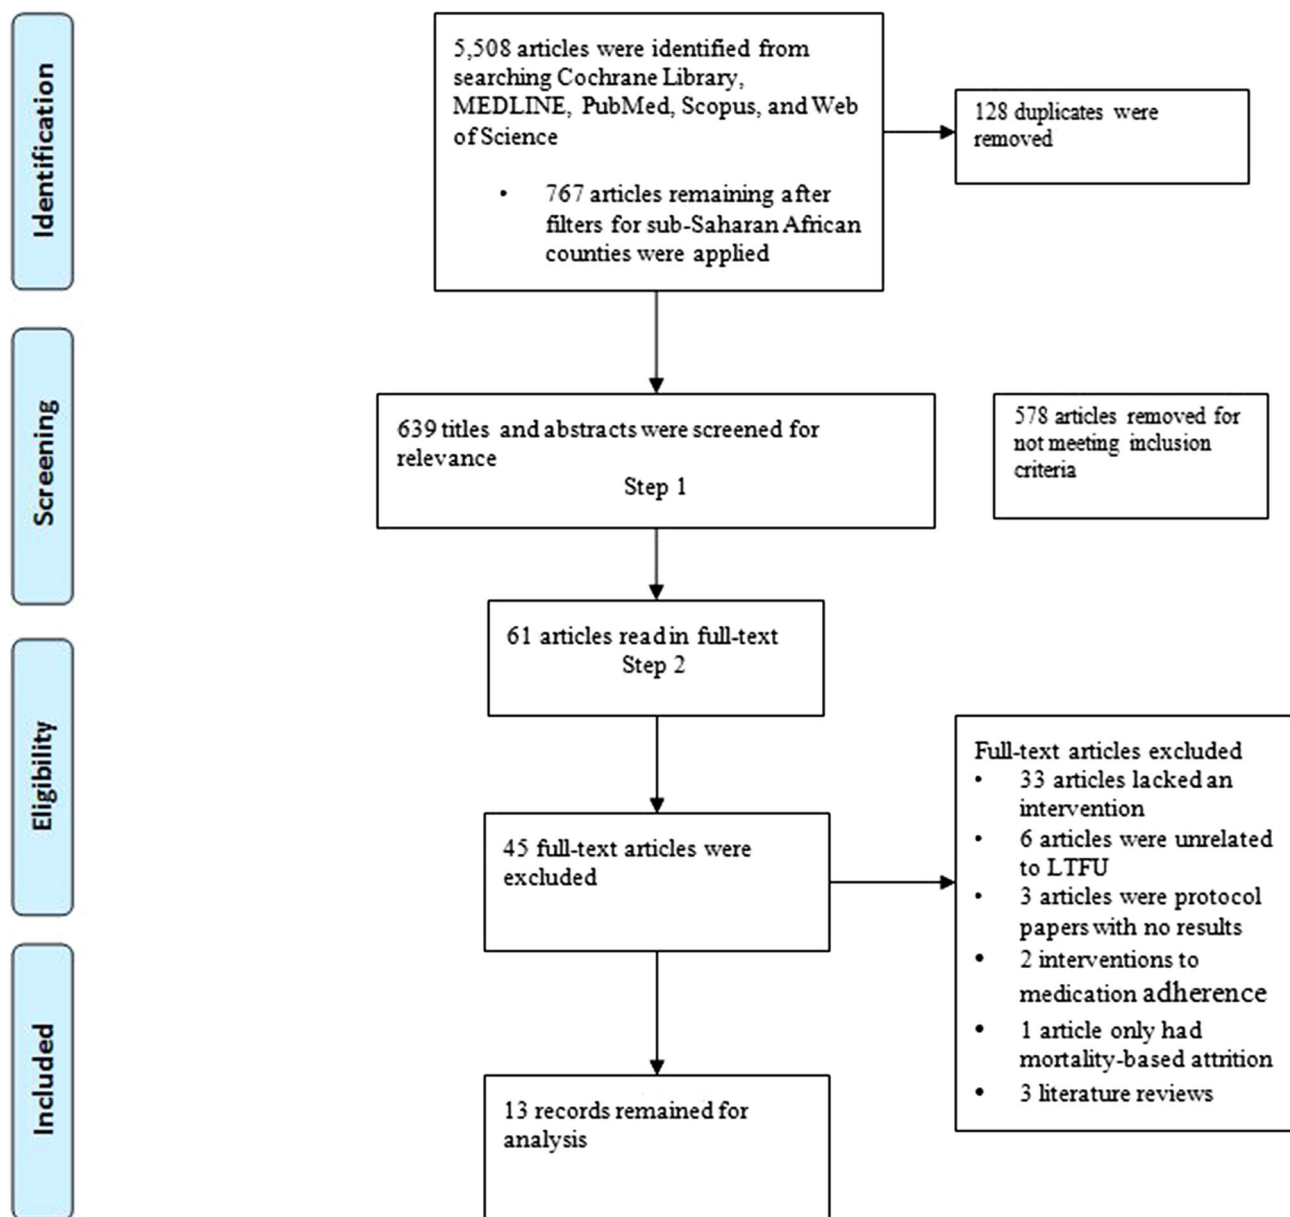 Identification
5,508 articles were identified from
searching Cochrane Library,
MEDLINE, PubMed, Scopus, and Web
of Science
• 767 articles remaining after
filters for sub-Saharan African
counties were applied
128 duplicates were
removed
Screening
639 titles and abstracts were screened for
relevance
Step 1
578 articles removed for
not meeting inclusion
criteria
61 articles read in full-text
Step 2
Eligibility
45 full-text articles were
excluded
Full-text articles excluded
• 33 articles lacked an
intervention
• 6 articles were unrelated
to LTFU
• 3 articles were protocol
papers with no results
• 2 interventions to
medication adherence
• 1 article only had
mortality-based attrition
• 3 literature reviews
Included
13 records remained for
analysis